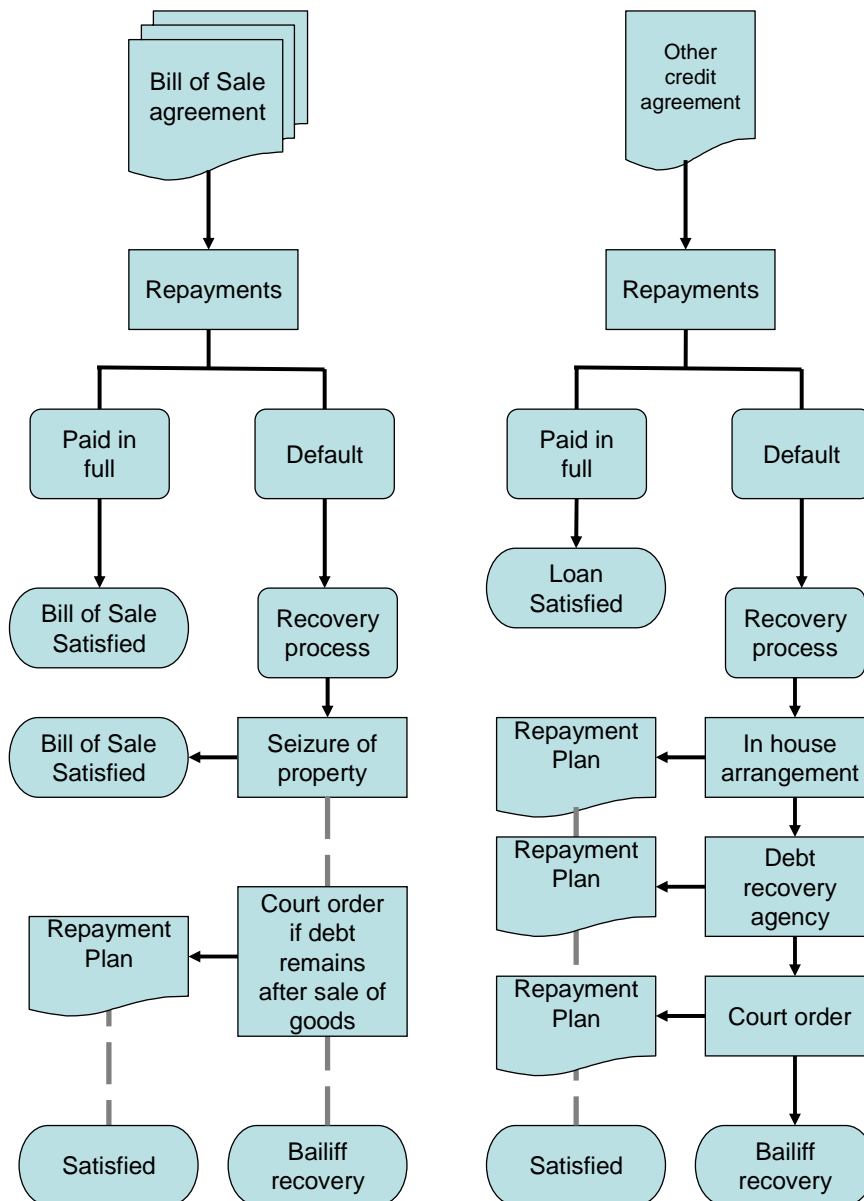 Bill of Sale
agreement
Other
credit
agreement
Repayments
Repayments
Paid in
full
Default
Paid in
full
Default
Bill of Sale
Satisfied
Recovery
process
Loan
Satisfied
Recovery
process
Bill of Sale
Satisfied
Seizure of
property
Repayment
Plan
In house
arrangement
Repayment
Plan
Debt
recovery
agency
Repayment
Plan
Court order
if debt
remains
after sale of
goods
Repayment
Plan
Court order
Satisfied
Bailiff
recovery
Satisfied
Bailiff
recovery